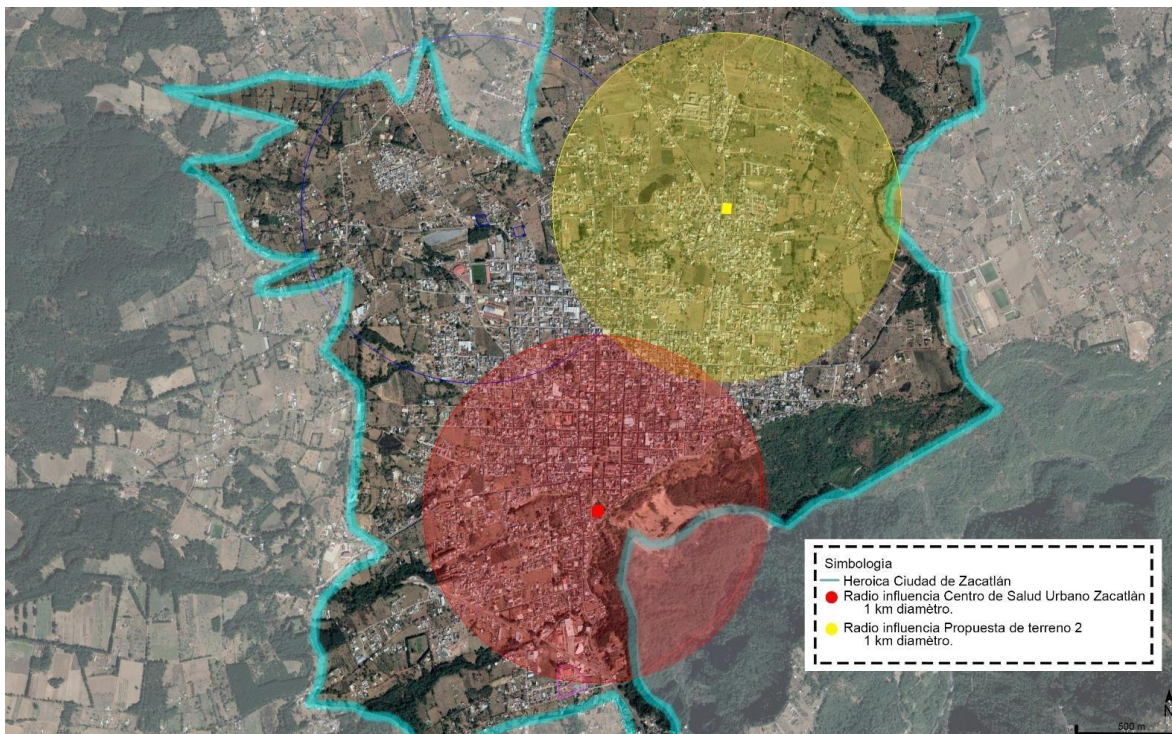 Simbologia
Heroica Ciudad de Zacatlán
Radio influencia Centro de Salud Urbano Zacatlán
1 km diamètro.
Radio influencia Propuesta de terreno 2
1 km diamètro.
N
500 m